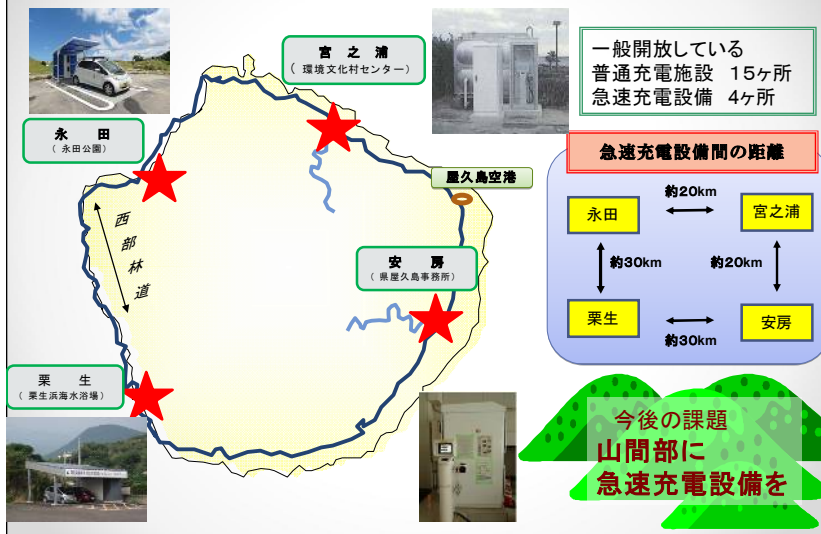 宮之浦
（ 環境文化村センター）
一般開放している
普通充電施設 15ヶ所
急速充電設備 4ヶ所
永 田
（ 永田公園）
急速充電設備間の距離
屋久島空港
約20km
永田
宮之浦
西部林道
安 房
（ 県屋久島事務所）
約30km
約20km
栗生
安房
約30km
栗 生
（ 栗生浜海水浴場）
今後の課題
山間部に
急速充電設備を